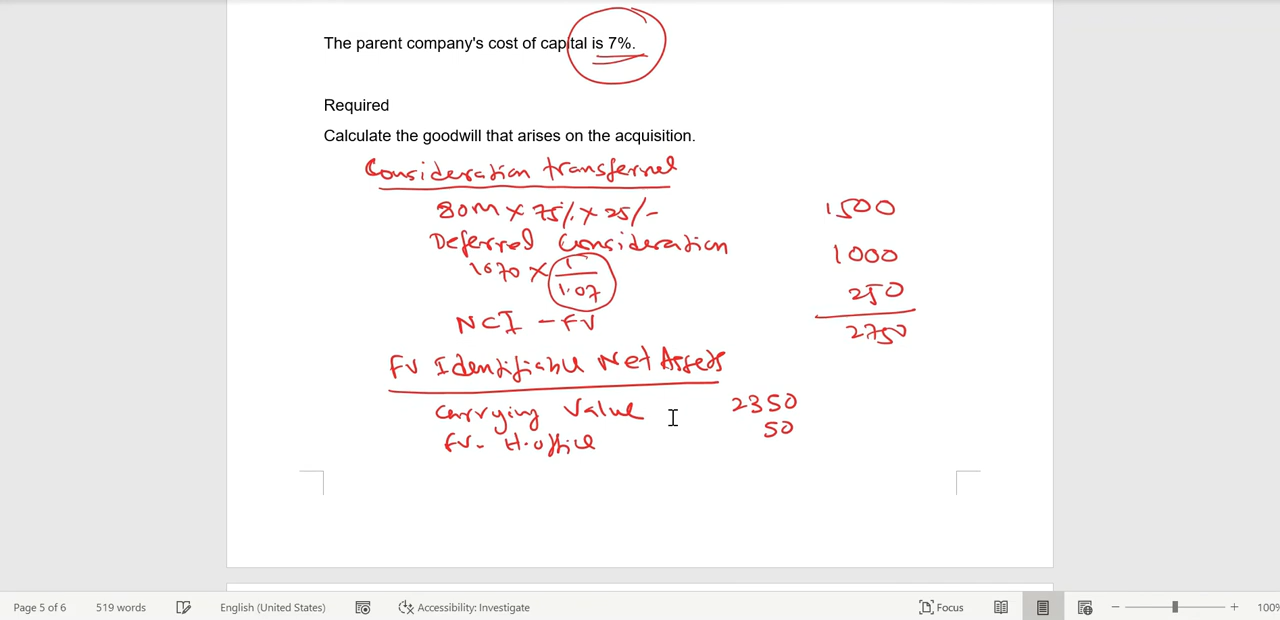 The parent company's cost of capital is 7%.
Required
Calculate the goodwill that arises on the acquisition.
Consideration transferred
80m x 75% x 25/- 1500
Deferred Consideration
1070 x 1/1.07 1000
NCI - FV 250
2750
FV Identifiable Net Assets
Carrying Value 2350
FV- H.office 50
Page 5 of 6 519 words English (United States) Accessibility: Investigate Focus 100%